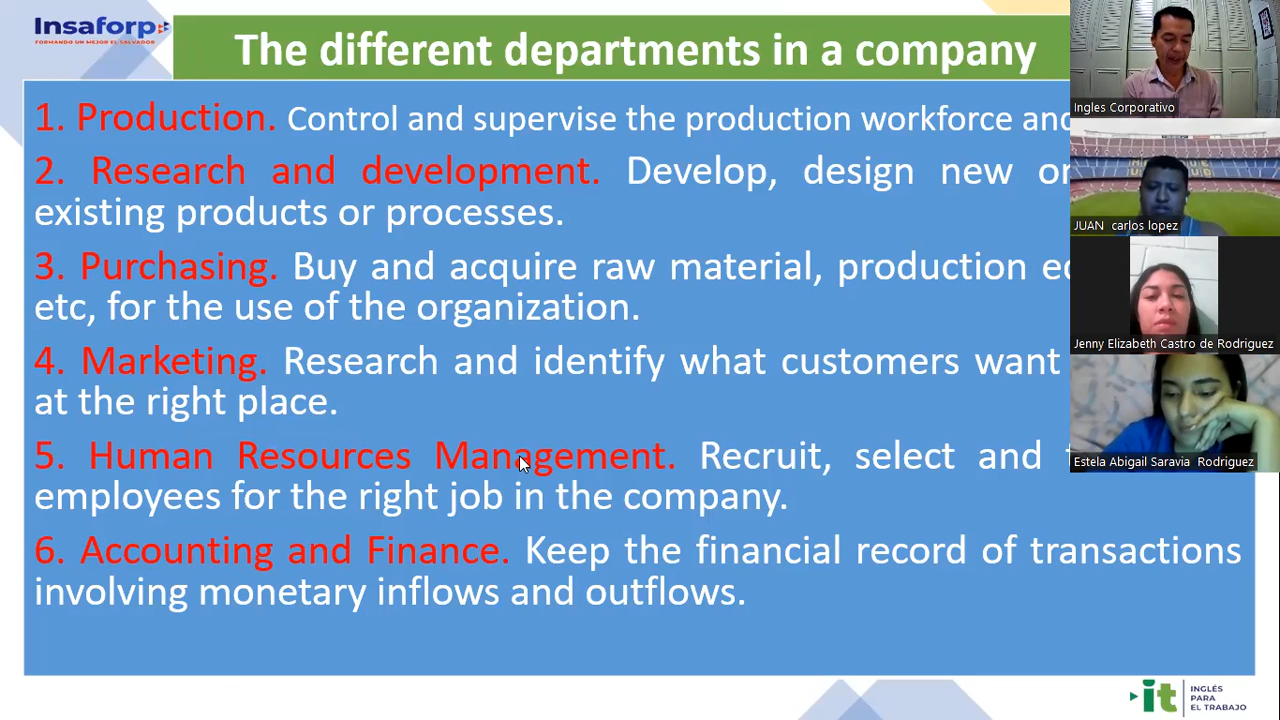 Insaforp
FORMANDO UN MEJOR EL SALVADOR
The different departments in a company
1. Production. Control and supervise the production workforce and
2. Research and development. Develop, design new or
existing products or processes.
3. Purchasing. Buy and acquire raw material, production
etc, for the use of the organization.
4. Marketing. Research and identify what customers want
at the right place.
5. Human Resources Management. Recruit, select and
employees for the right job in the company.
6. Accounting and Finance. Keep the financial record of transactions
involving monetary inflows and outflows.
Ingles Corporativo
JUAN carlos lopez
Jenny Elizabeth Castro de Rodriguez
Estela Abigail Saravia Rodriguez
it
INGLÉS
PARA
EL TRABAJO